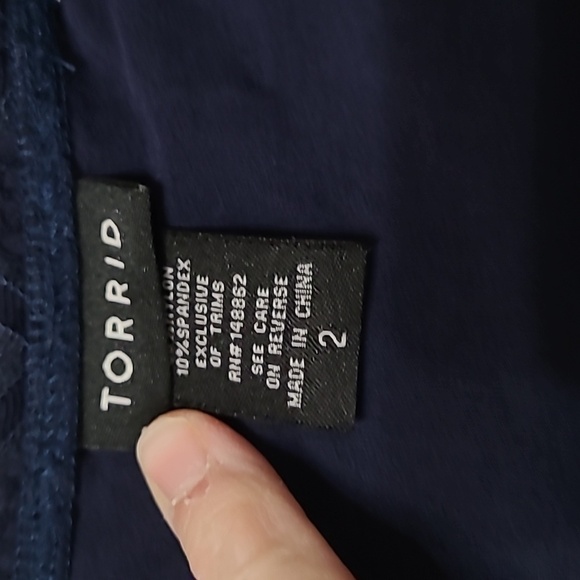 TORRID
10%SPANDEX
EXCLUSIVE
OF TRIMS
RN#148862
SEE CARE
ON REVERSE
MADE IN CHINA
2